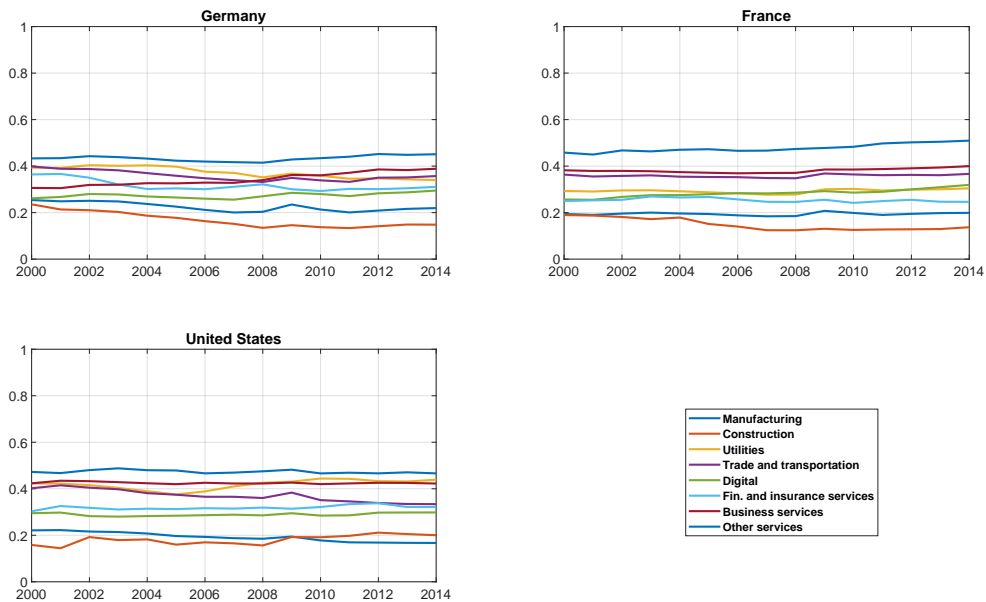 Germany
1
0.8
0.6
0.4
0.2
0
2000 2002 2004 2006 2008 2010 2012 2014
France
1
0.8
0.6
0.4
0.2
0
2000 2002 2004 2006 2008 2010 2012 2014
United States
1
0.8
0.6
0.4
0.2
0
2000 2002 2004 2006 2008 2010 2012 2014
Manufacturing
Construction
Utilities
Trade and transportation
Digital
Fin. and insurance services
Business services
Other services